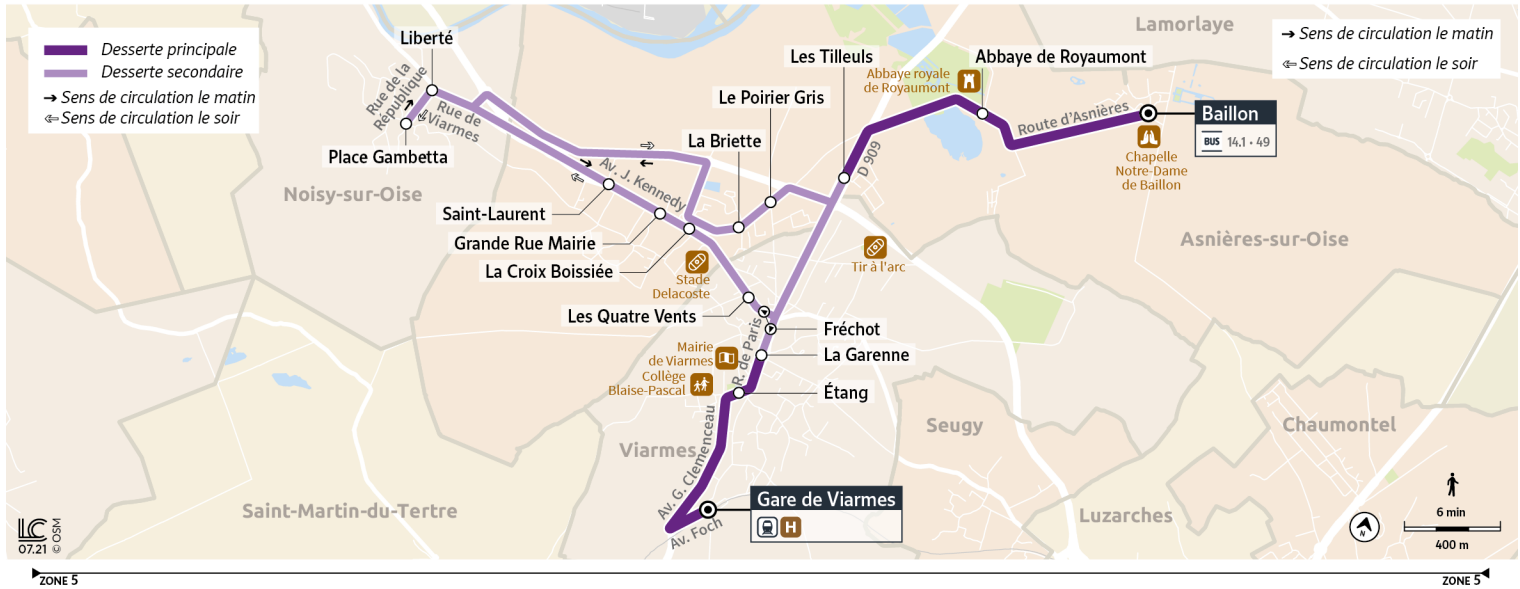 Desserte principale
Desserte secondaire
→ Sens de circulation le matin
⇦ Sens de circulation le soir
Lamorlaye
→ Sens de circulation le matin
⇦ Sens de circulation le soir
Liberté
Rue de la
République
Rue de
Viarmes
Place Gambetta
Noisy-sur-Oise
Av. J. Kennedy
Saint-Laurent
Grande Rue Mairie
La Croix Boissiée
La Briette
Le Poirier Gris
Les Tilleuls
D 909
Abbaye royale
de Royaumont
Abbaye de Royaumont
Route d'Asnières
Baillon
BUS 14.1 • 49
Chapelle
Notre-Dame
de Baillon
Asnières-sur-Oise
Tir à l'arc
Stade
Delacoste
Les Quatre Vents
Fréchot
La Garenne
R. de Paris
Mairie
de Viarmes
Collège
Blaise-Pascal
Étang
Viarmes
Av. G. Clemenceau
Av. Foch
Gare de Viarmes
H
Seugy
Chaumontel
Luzarches
Saint-Martin-du-Tertre
LC
07.21
© OSM
N
6 min
400 m
ZONE 5
ZONE 5